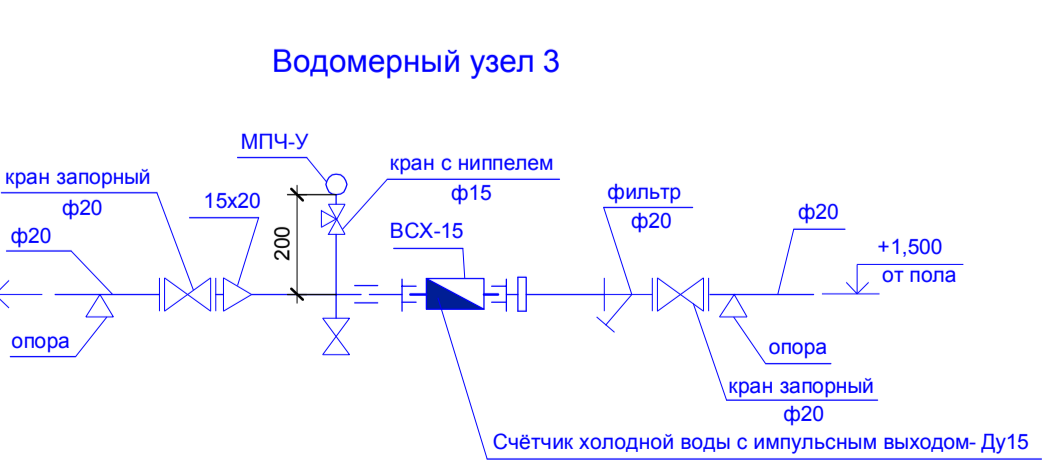 Водомерный узел 3
МПЧ-У
кран с ниппелем
ф15
кран запорный
ф20
15х20
ф20
200
ВСХ-15
фильтр
ф20
ф20
+1,500
от пола
опора
опора
кран запорный
ф20
Счётчик холодной воды с импульсным выходом- Ду15